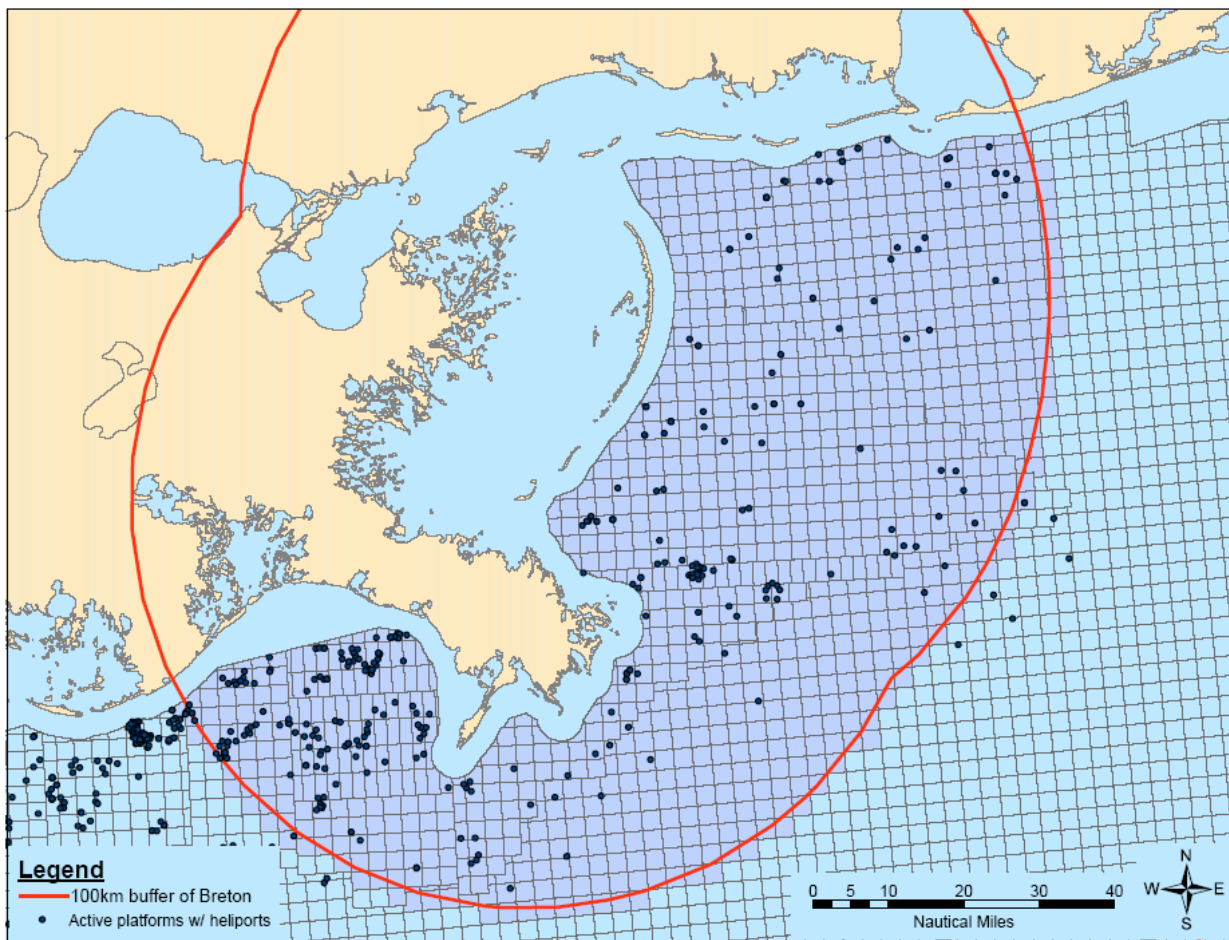 Legend
100km buffer of Breton
Active platforms w/ heliports
0 5 10 20 30 40
Nautical Miles
N
W E
S